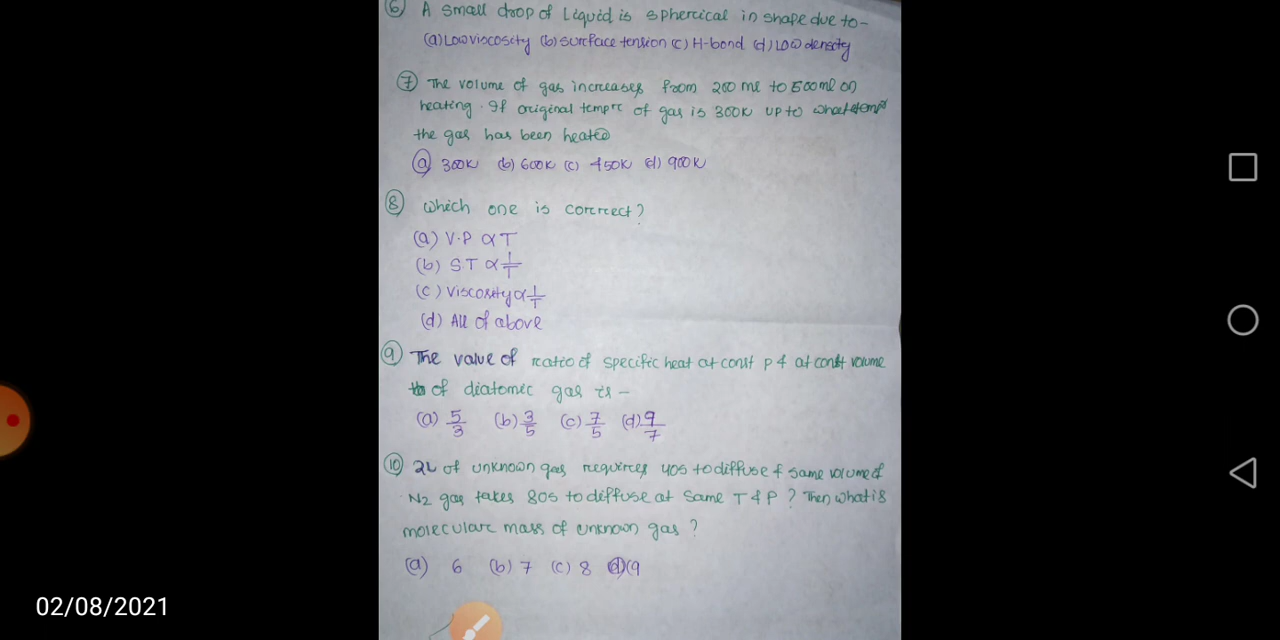 ⑥ A small drop of Liquid is sphercical in shape due to-
(a) Low viscosity (b) surface tension (c) H-bond (d) Low density
⑦ The volume of gas increases from 200 ml to 500ml on
heating. If original tempr of gas is 300K up to what temp
the gas has been heated
(a) 300K (b) 600K (c) 450K (d) 900K
⑧ which one is correct?
(a) V.P ∝ T
(b) S.T ∝ 1/T
(c) Viscosity ∝ 1/T
(d) All of above
⑨ The value of ratio of specific heat at const P & at const volume
of diatomic gas is -
(a) 5/3 (b) 3/5 (c) 7/5 (d) 9/7
⑩ 2L of unknown gas requires 40s to diffuse & same volume of
N2 gas takes 80s to diffuse at same T & P? Then what is
molecular mass of unknown gas?
(a) 6 (b) 7 (c) 8 (d) 9
02/08/2021